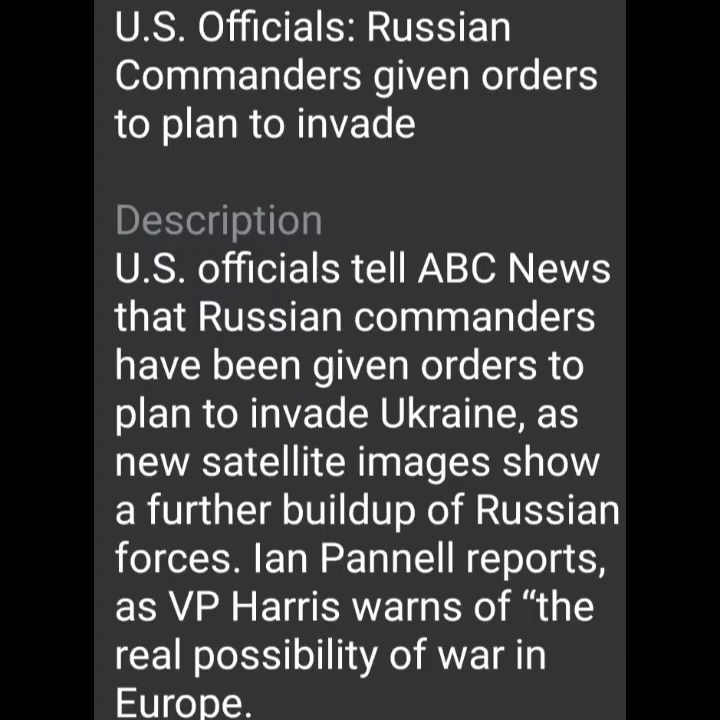 U.S. Officials: Russian
Commanders given orders
to plan to invade
Description
U.S. officials tell ABC News
that Russian commanders
have been given orders to
plan to invade Ukraine, as
new satellite images show
a further buildup of Russian
forces. Ian Pannell reports,
as VP Harris warns of “the
real possibility of war in
Europe.